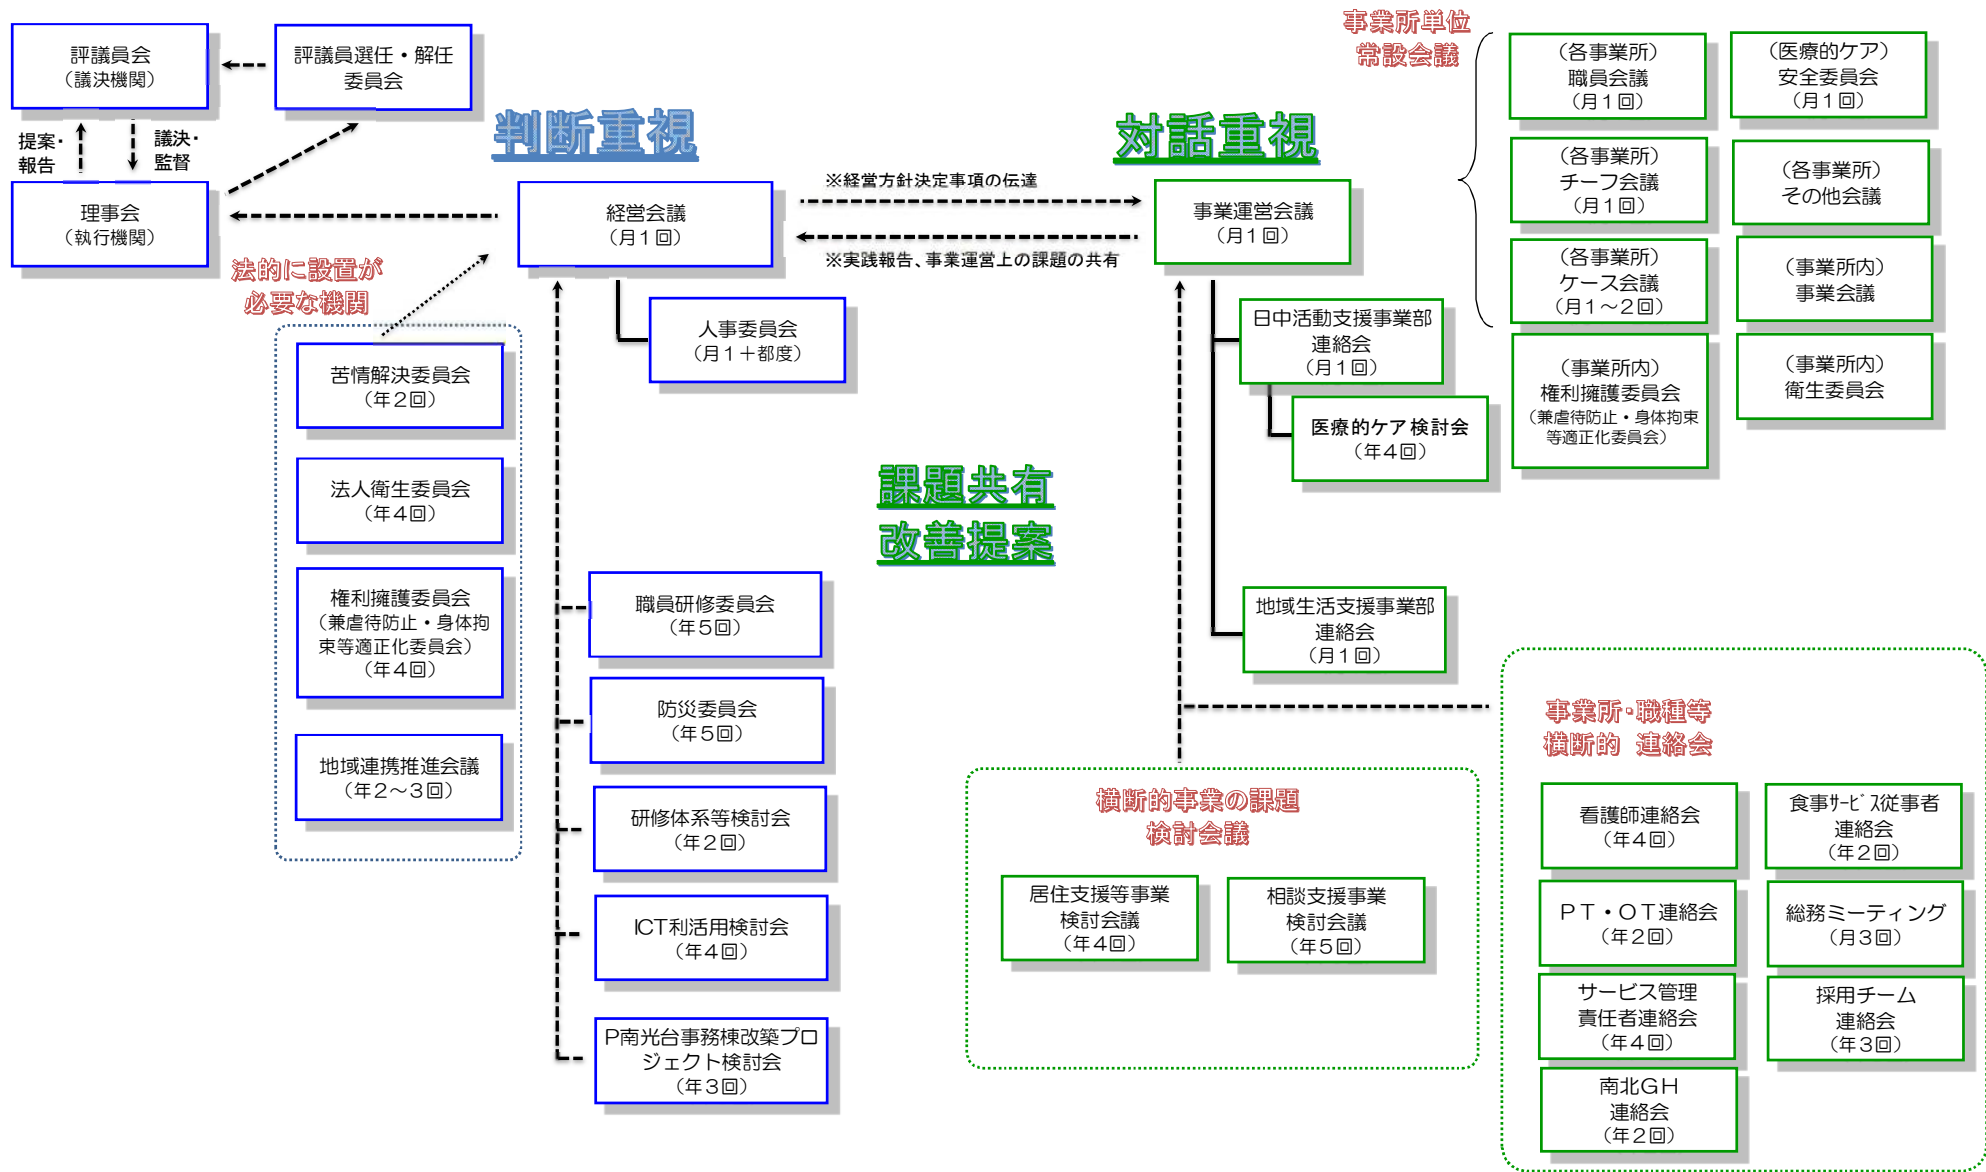 評議員会
（議決機関）
評議員選任・解任
委員会
提案・
報告
議決・
監督
理事会
（執行機関）
判断重視
対話重視
経営会議
（月１回）
※経営方針決定事項の伝達
※実践報告、事業運営上の課題の共有
事業運営会議
（月１回）
法的に設置が
必要な機関
苦情解決委員会
（年２回）
法人衛生委員会
（年４回）
権利擁護委員会
（兼虐待防止・身体拘
束等適正化委員会）
（年４回）
地域連携推進会議
（年２～３回）
人事委員会
（月１＋都度）
職員研修委員会
（年５回）
防災委員会
（年５回）
研修体系等検討会
（年２回）
ICT利活用検討会
（年４回）
P南光台事務棟改築プロ
ジェクト検討会
（年３回）
課題共有
改善提案
日中活動支援事業部
連絡会
（月１回）
医療的ケア検討会
（年４回）
地域生活支援事業部
連絡会
（月１回）
事業所単位
常設会議
（各事業所）
職員会議
（月１回）
（医療的ケア）
安全委員会
（月１回）
（各事業所）
チーフ会議
（月１回）
（各事業所）
その他会議
（各事業所）
ケース会議
（月１～２回）
（事業所内）
事業会議
（事業所内）
権利擁護委員会
（兼虐待防止・身体拘束
等適正化委員会）
（事業所内）
衛生委員会
横断的事業の課題
検討会議
居住支援等事業
検討会議
（年４回）
相談支援事業
検討会議
（年５回）
事業所・職種等
横断的　連絡会
看護師連絡会
（年４回）
食事ｻｰﾋﾞｽ従事者
連絡会
（年２回）
ＰＴ・ＯＴ連絡会
（年２回）
総務ミーティング
（月３回）
サービス管理
責任者連絡会
（年４回）
採用チーム
連絡会
（年３回）
南北ＧＨ
連絡会
（年２回）